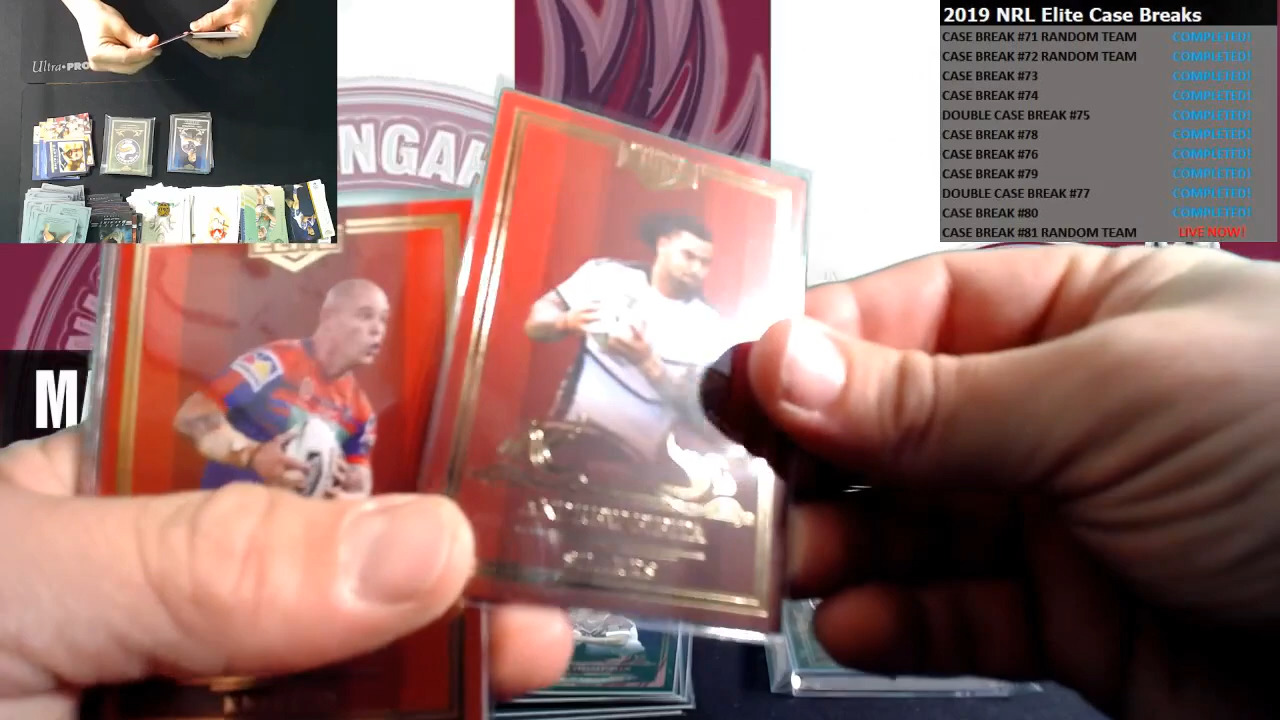 2019 NRL Elite Case Breaks
CASE BREAK #71 RANDOM TEAM COMPLETED!
CASE BREAK #72 RANDOM TEAM COMPLETED!
CASE BREAK #73 COMPLETED!
CASE BREAK #74 COMPLETED!
DOUBLE CASE BREAK #75 COMPLETED!
CASE BREAK #78 COMPLETED!
CASE BREAK #76 COMPLETED!
CASE BREAK #79 COMPLETED!
DOUBLE CASE BREAK #77 COMPLETED!
CASE BREAK #80 COMPLETED!
CASE BREAK #81 RANDOM TEAM LIVE NOW!
Ultra•PRO
NGAH
MA